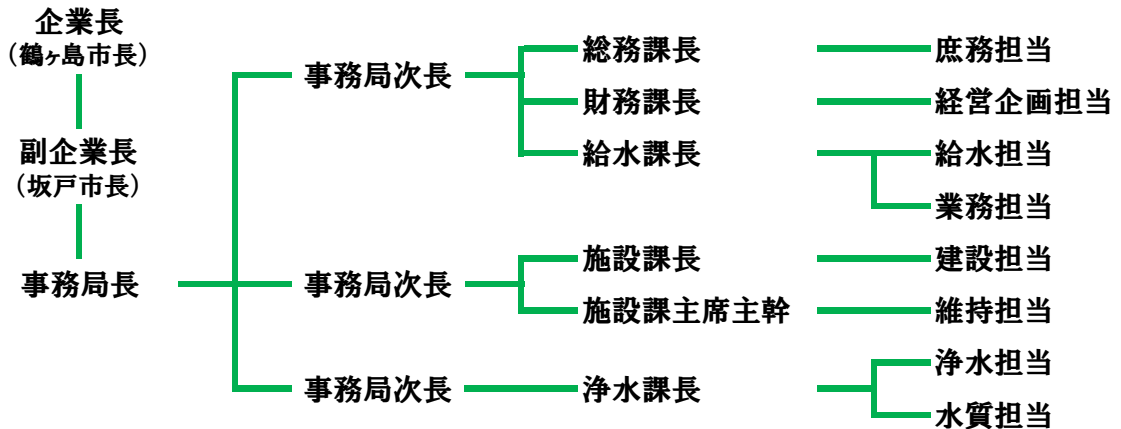 企業長
（鶴ヶ島市長）
副企業長
（坂戸市長）
事務局長
事務局次長
総務課長
庶務担当
財務課長
経営企画担当
給水課長
給水担当
業務担当
事務局次長
施設課長
建設担当
施設課主席主幹
維持担当
事務局次長
浄水課長
浄水担当
水質担当